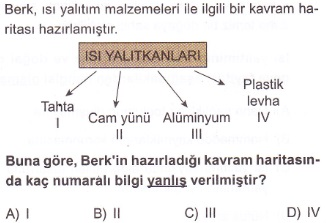 Berk, ısı yalıtım malzemeleri ile ilgili bir kavram ha-
ritası hazırlamıştır.
ISI YALITKANLARI
Tahta
I
Cam yünü
II
Alüminyum
III
Plastik
levha
IV
Buna göre, Berk'in hazırladığı kavram haritasın-
da kaç numaralı bilgi yanlış verilmiştir?
A) I B) II C) III D) IV